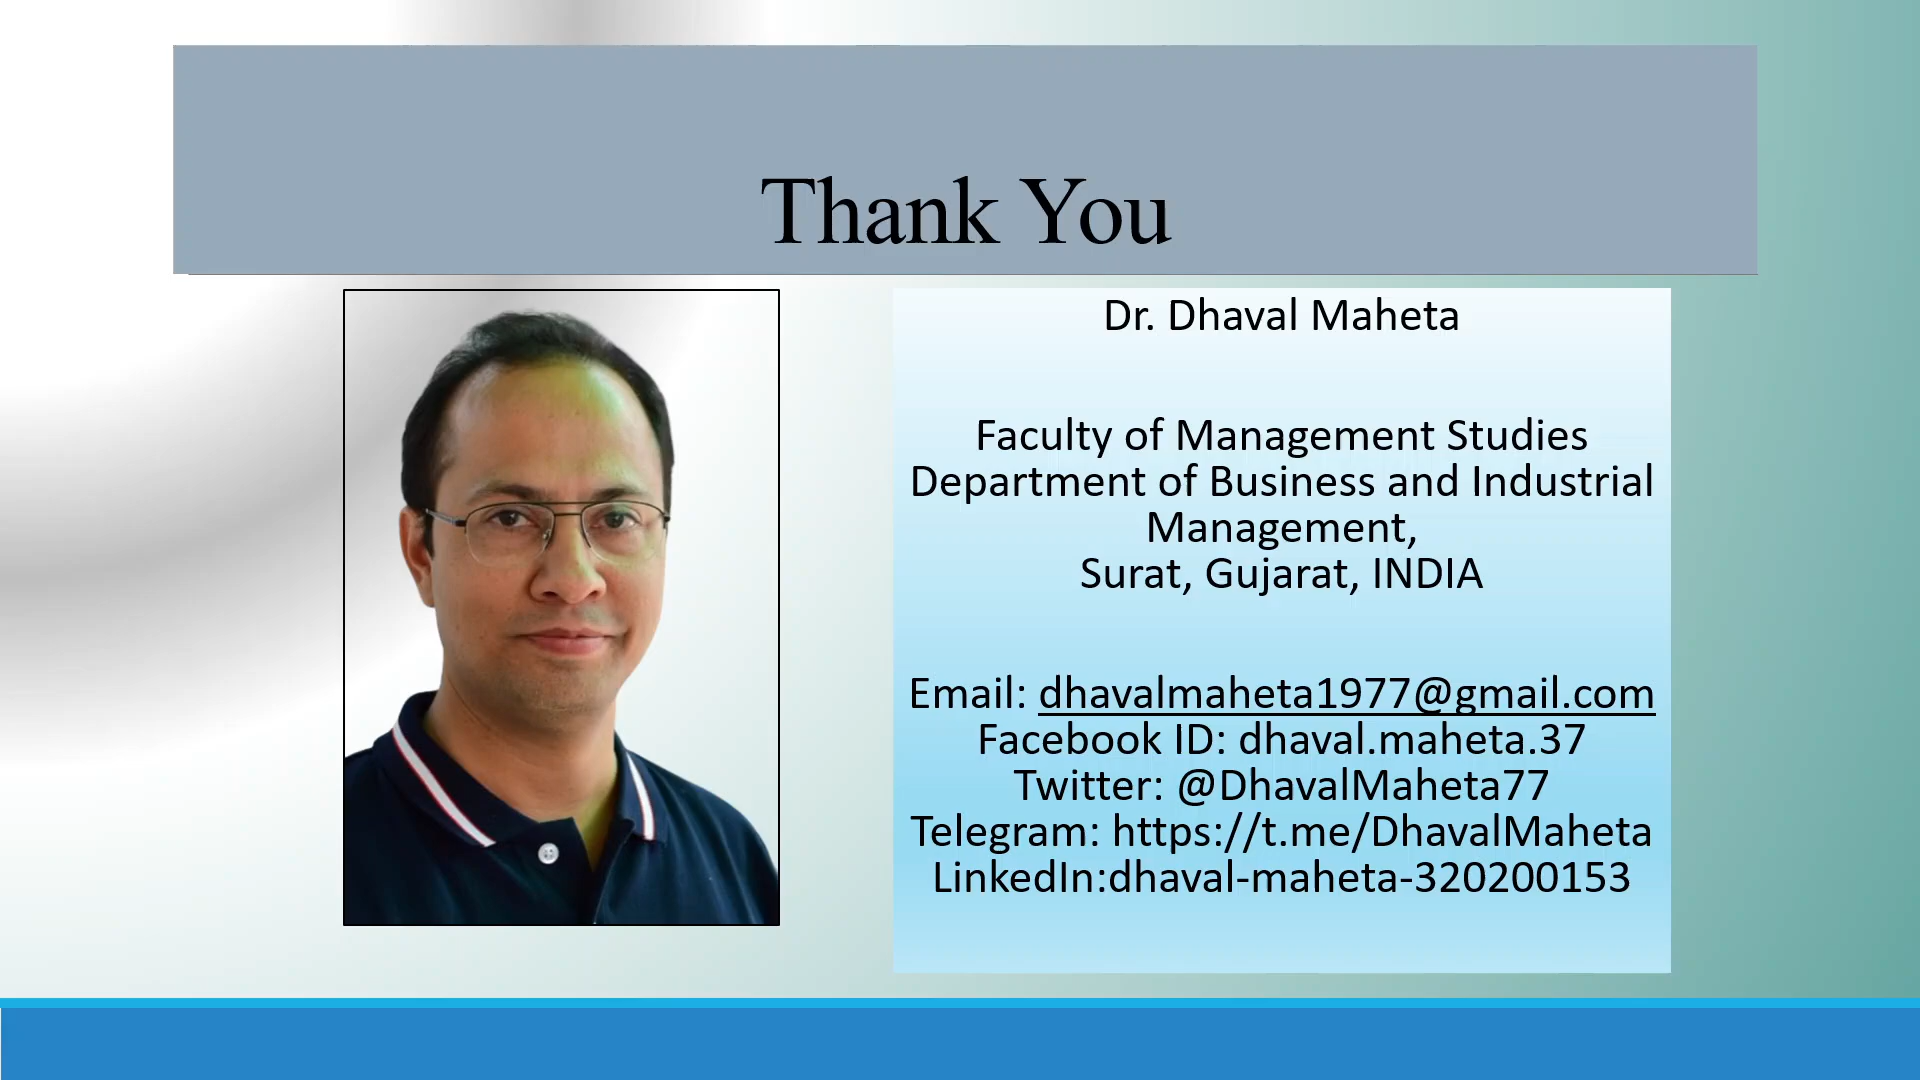 Thank You
Dr. Dhaval Maheta
Faculty of Management Studies
Department of Business and Industrial
Management,
Surat, Gujarat, INDIA
Email: dhavalmaheta1977@gmail.com
Facebook ID: dhaval.maheta.37
Twitter: @DhavalMaheta77
Telegram: https://t.me/DhavalMaheta
LinkedIn:dhaval-maheta-320200153